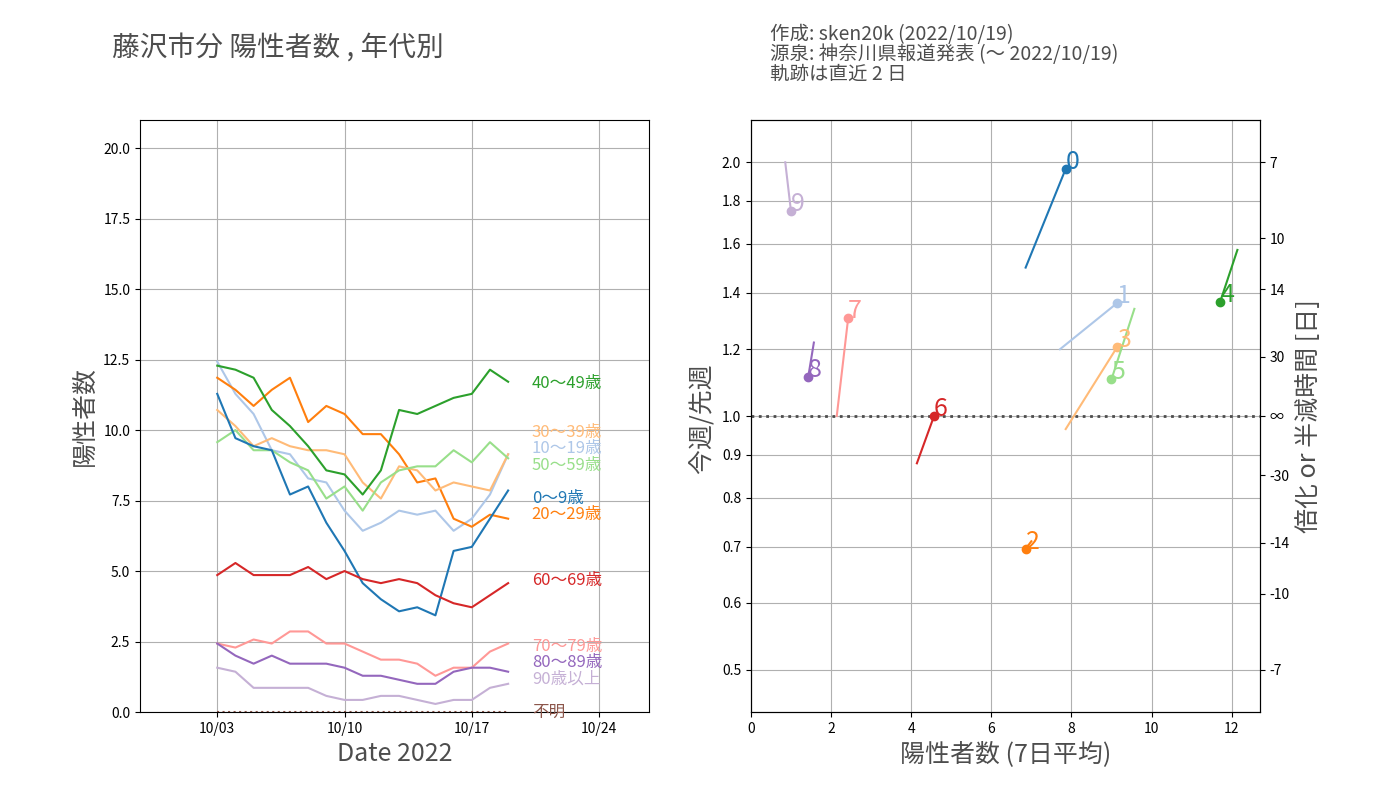 藤沢市分 陽性者数 , 年代別
作成: sken20k (2022/10/19)
源泉: 神奈川県報道発表 (〜 2022/10/19)
軌跡は直近 2 日
陽性者数
20.0
17.5
15.0
12.5
10.0
7.5
5.0
2.5
0.0
40〜49歳
30〜39歳
10〜19歳
50〜59歳
0〜9歳
20〜29歳
60〜69歳
70〜79歳
80〜89歳
90歳以上
不明
10/03
10/10
10/17
10/24
Date 2022
今週/先週
2.0
1.8
1.6
1.4
1.2
1.0
0.9
0.8
0.7
0.6
0.5
0
9
1
4
7
3
8
5
6
2
7
10
14
30
∞
-30
-14
-10
-7
倍化 or 半減時間 [日]
0
2
4
6
8
10
12
陽性者数 (7日平均)